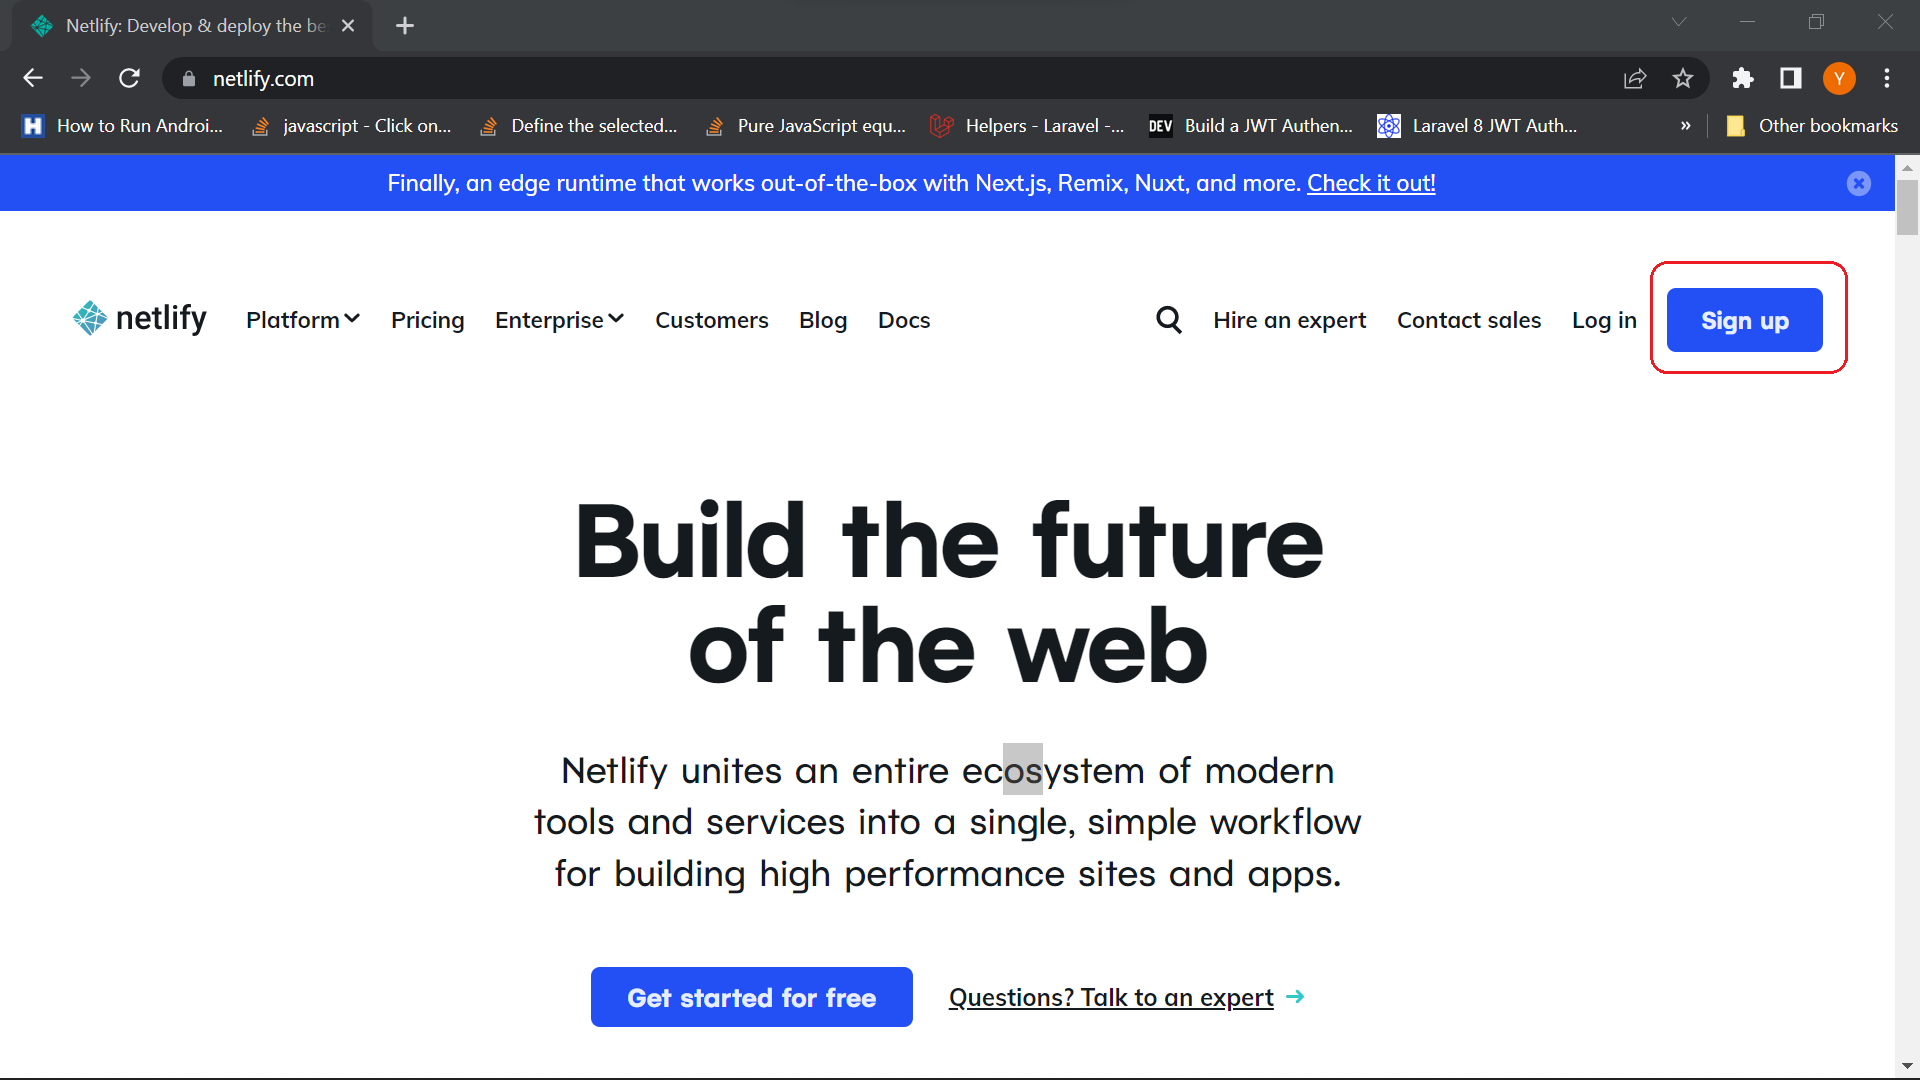 Netlify: Develop & deploy the be
netlify.com
Y
How to Run Androi...
javascript - Click on...
Define the selected...
Pure JavaScript equ...
Helpers - Laravel -...
DEV
Build a JWT Authen...
Laravel 8 JWT Auth...
»
Other bookmarks
Finally, an edge runtime that works out-of-the-box with Next.js, Remix, Nuxt, and more. Check it out!
netlify
Platform
Pricing
Enterprise
Customers
Blog
Docs
Hire an expert
Contact sales
Log in
Sign up
Build the future
of the web
Netlify unites an entire ecosystem of modern
tools and services into a single, simple workflow
for building high performance sites and apps.
Get started for free
Questions? Talk to an expert →